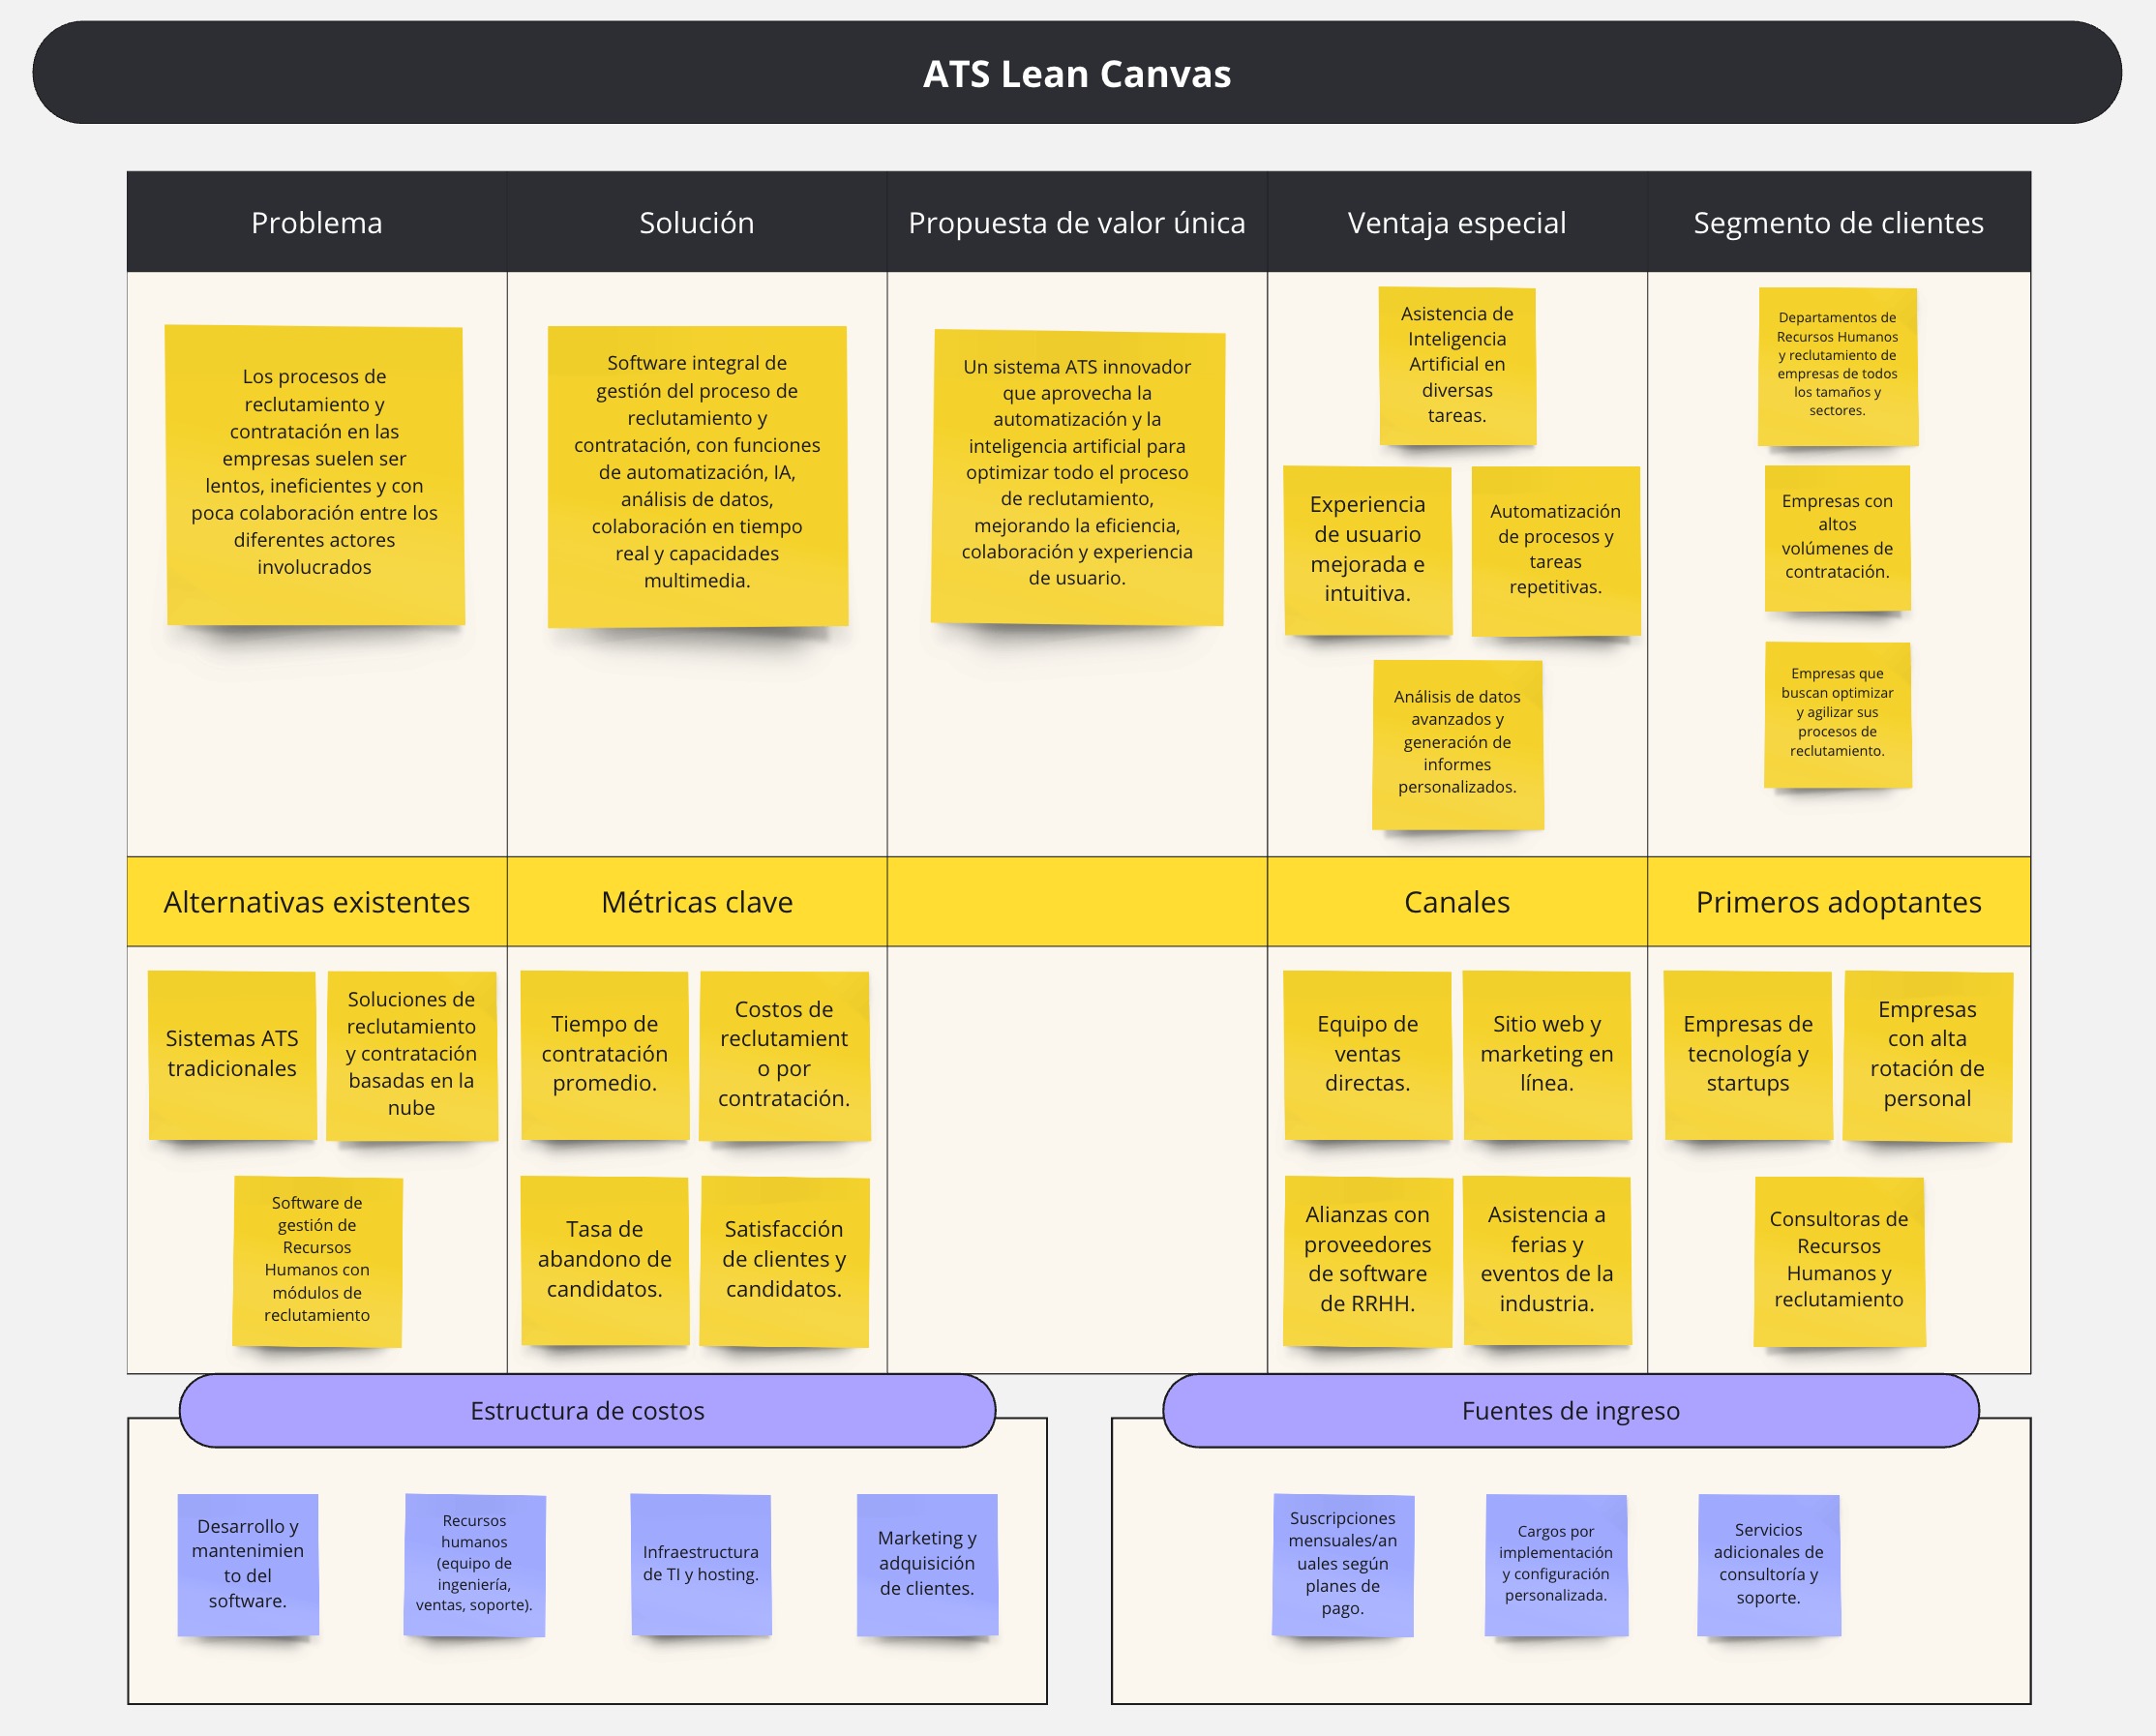 ATS Lean Canvas
Problema
Solución
Propuesta de valor única
Ventaja especial
Segmento de clientes
Los procesos de
reclutamiento y
contratación en las
empresas suelen ser
lentos, ineficientes y con
poca colaboración entre los
diferentes actores
involucrados
Software integral de
gestión del proceso de
reclutamiento y
contratación, con funciones
de automatización, IA,
análisis de datos,
colaboración en tiempo
real y capacidades
multimedia.
Un sistema ATS innovador
que aprovecha la
automatización y la
inteligencia artificial para
optimizar todo el proceso
de reclutamiento,
mejorando la eficiencia,
colaboración y experiencia
de usuario.
Asistencia de
Inteligencia
Artificial en
diversas
tareas.
Experiencia
de usuario
mejorada e
intuitiva.
Automatización
de procesos y
tareas
repetitivas.
Análisis de datos
avanzados y
generación de
informes
personalizados.
Departamentos de
Recursos Humanos
y reclutamiento de
empresas de todos
los tamaños y
sectores.
Empresas con
altos
volúmenes de
contratación.
Empresas que
buscan optimizar
y agilizar sus
procesos de
reclutamiento.
Alternativas existentes
Métricas clave
Canales
Primeros adoptantes
Sistemas ATS
tradicionales
Soluciones de
reclutamiento
y contratación
basadas en la
nube
Software de
gestión de
Recursos
Humanos con
módulos de
reclutamiento
Tiempo de
contratación
promedio.
Costos de
reclutamient
o por
contratación.
Tasa de
abandono de
candidatos.
Satisfacción
de clientes y
candidatos.
Equipo de
ventas
directas.
Sitio web y
marketing en
línea.
Alianzas con
proveedores
de software
de RRHH.
Asistencia a
ferias y
eventos de la
industria.
Empresas de
tecnología y
startups
Empresas
con alta
rotación de
personal
Consultoras de
Recursos
Humanos y
reclutamiento
Estructura de costos
Desarrollo y
mantenimien
to del
software.
Recursos
humanos
(equipo de
ingeniería,
ventas, soporte).
Infraestructura
de TI y hosting.
Marketing y
adquisición
de clientes.
Fuentes de ingreso
Suscripciones
mensuales/an
uales según
planes de
pago.
Cargos por
implementación
y configuración
personalizada.
Servicios
adicionales de
consultoría y
soporte.